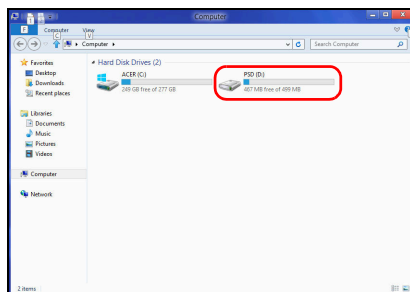 Computer
F
Computer
View
C
V
Computer
Search Computer
Favorites
Desktop
Downloads
Recent places
Libraries
Documents
Music
Pictures
Videos
Computer
Network
Hard Disk Drives (2)
ACER (C:)
249 GB free of 277 GB
PSD (D:)
467 MB free of 499 MB
2 items